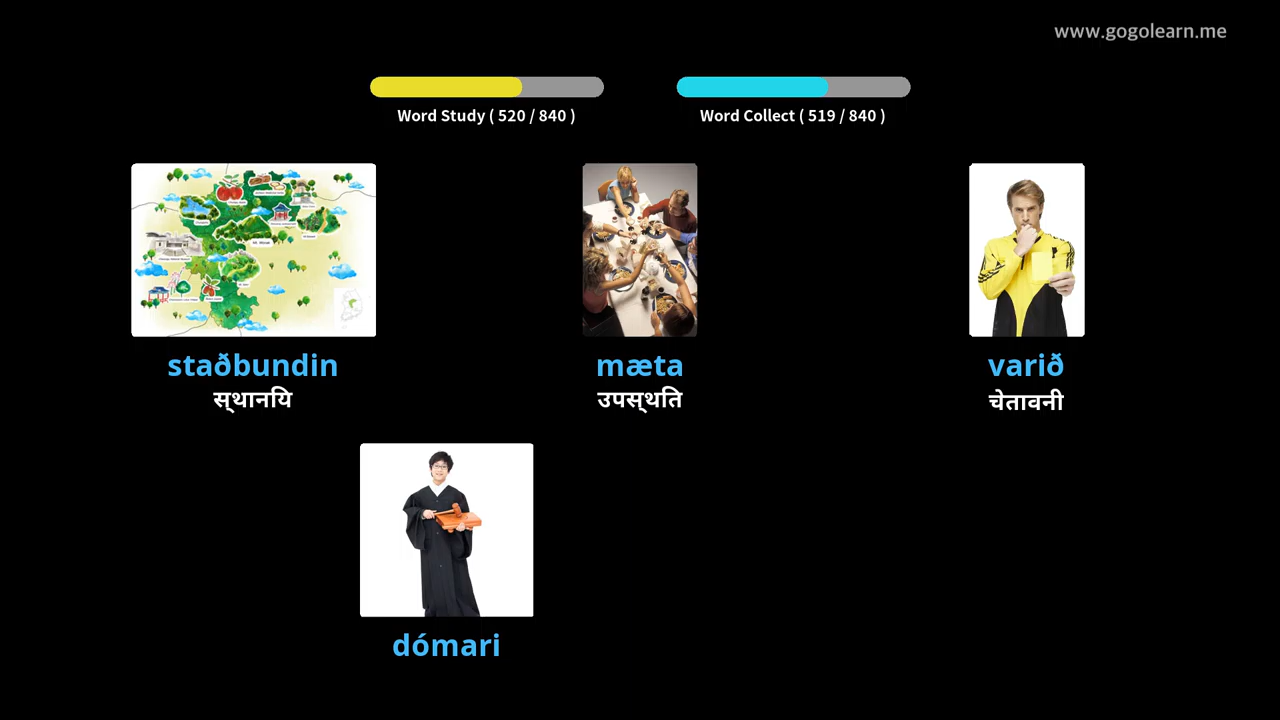 www.gogolearn.me
Word Study ( 520 / 840 )
Word Collect ( 519 / 840 )
staðbundin
mæta
varið
स्थानयि
उपस्थति
चेतावनी
dómari